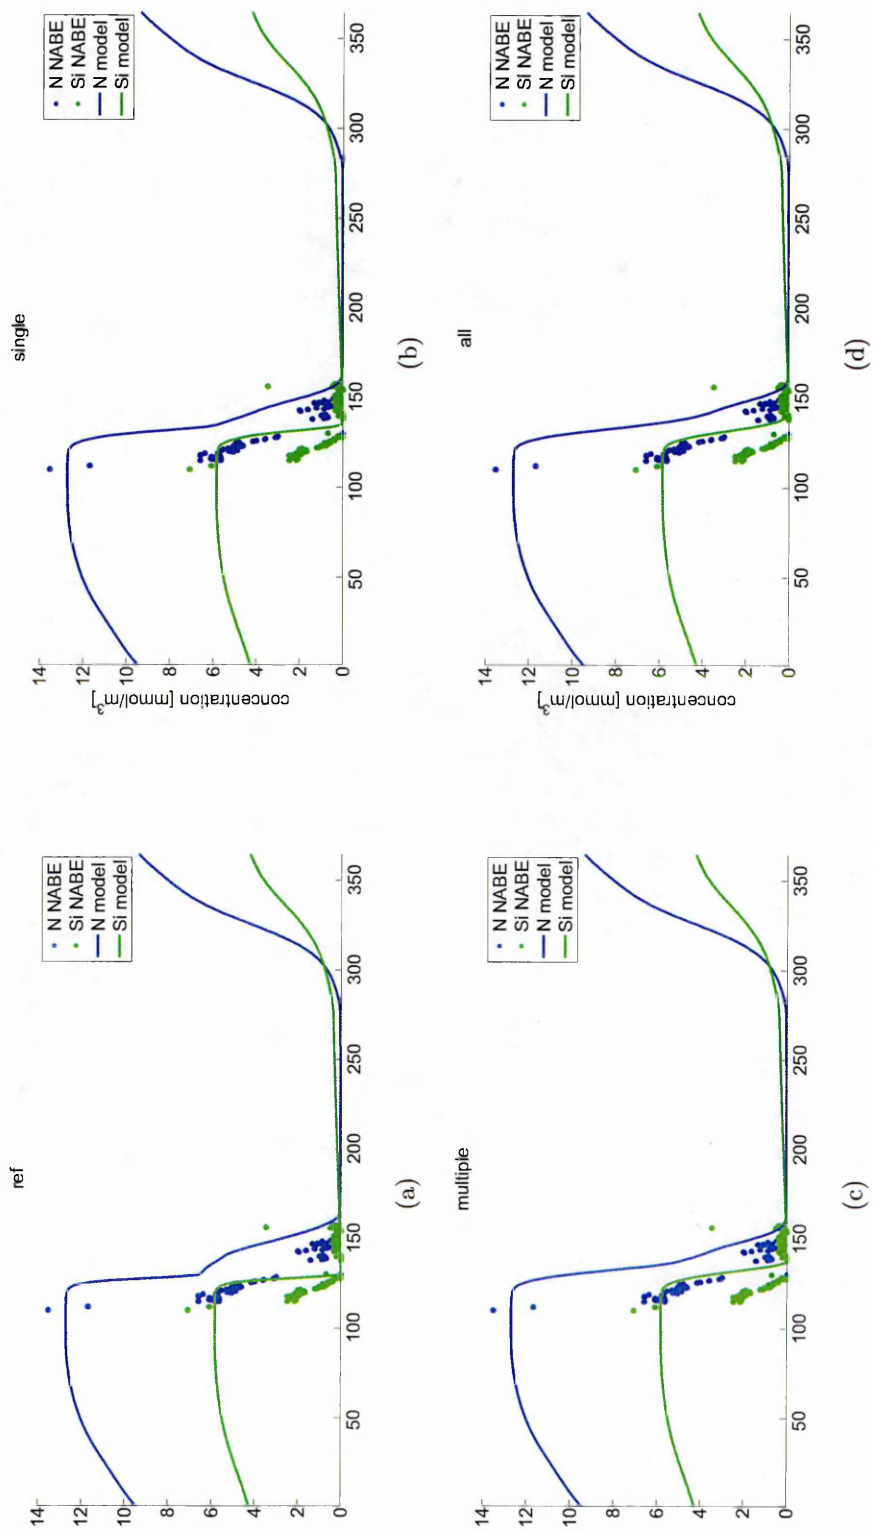 ref
N NABE
Si NABE
N model
Si model
14
12
10
8
6
4
2
0
50
100
150
200
250
300
350
(a)
single
N NABE
Si NABE
N model
Si model
concentration [mmol/m³]
14
12
10
8
6
4
2
0
50
100
150
200
250
300
350
(b)
multiple
N NABE
Si NABE
N model
Si model
14
12
10
8
6
4
2
0
50
100
150
200
250
300
350
(c)
all
N NABE
Si NABE
N model
Si model
concentration [mmol/m³]
14
12
10
8
6
4
2
0
50
100
150
200
250
300
350
(d)